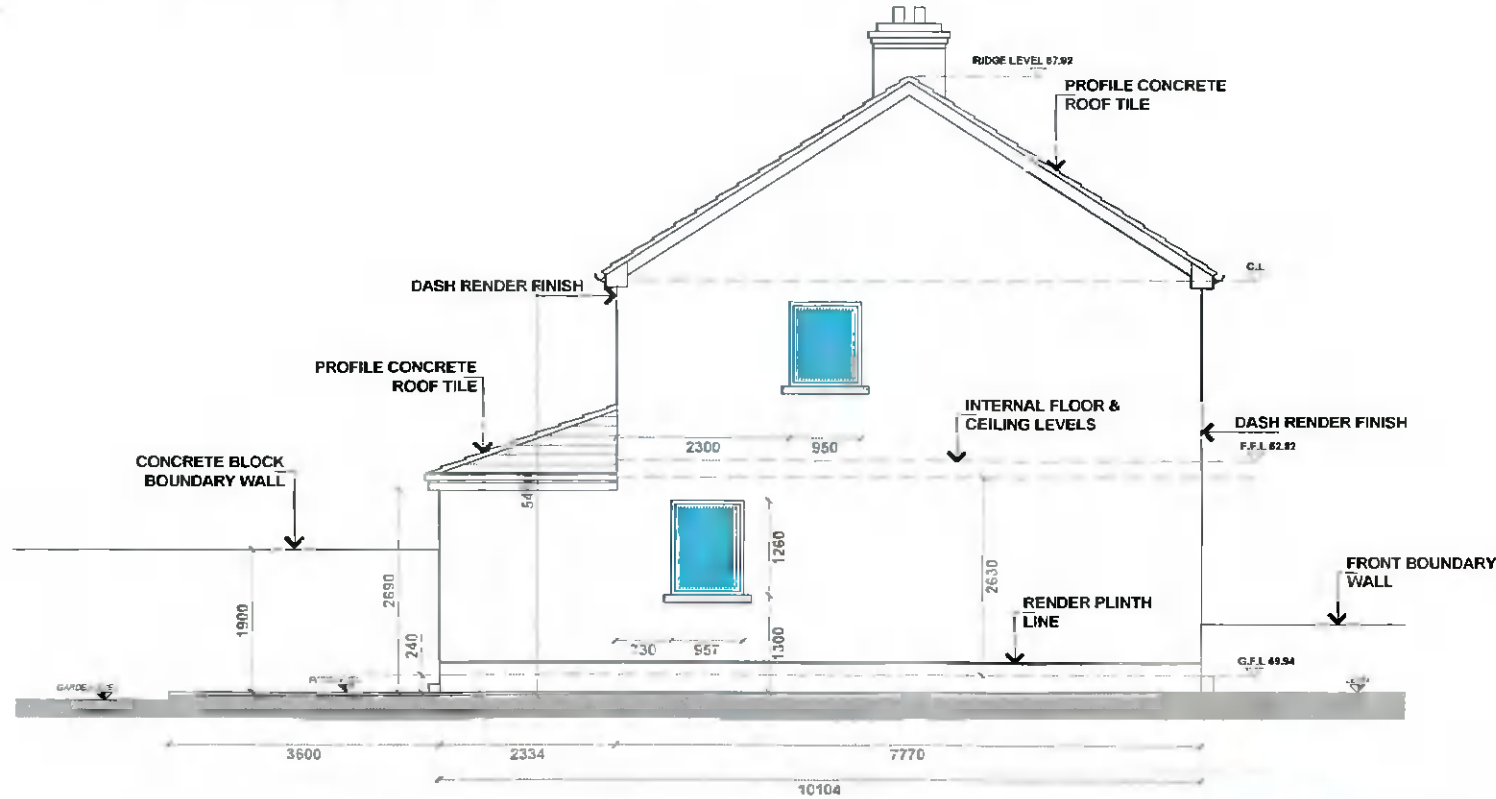 RIDGE LEVEL 57.92
PROFILE CONCRETE
ROOF TILE
C.L
DASH RENDER FINISH
PROFILE CONCRETE
ROOF TILE
INTERNAL FLOOR &
CEILING LEVELS
DASH RENDER FINISH
F.F.L 52.82
2300
950
CONCRETE BLOCK
BOUNDARY WALL
1260
2630
2690
1900
240
1300
FRONT BOUNDARY
WALL
RENDER PLINTH
LINE
730
957
G.F.L 49.94
3600
2334
7770
10104